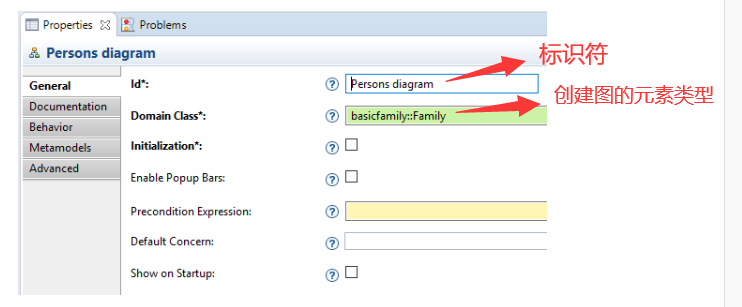 Properties
Problems
Persons diagram
标识符
General
Id*:
Persons diagram
创建图的元素类型
Documentation
Domain Class*:
basicfamily::Family
Behavior
Metamodels
Initialization*:
Advanced
Enable Popup Bars:
Precondition Expression:
Default Concern:
Show on Startup: